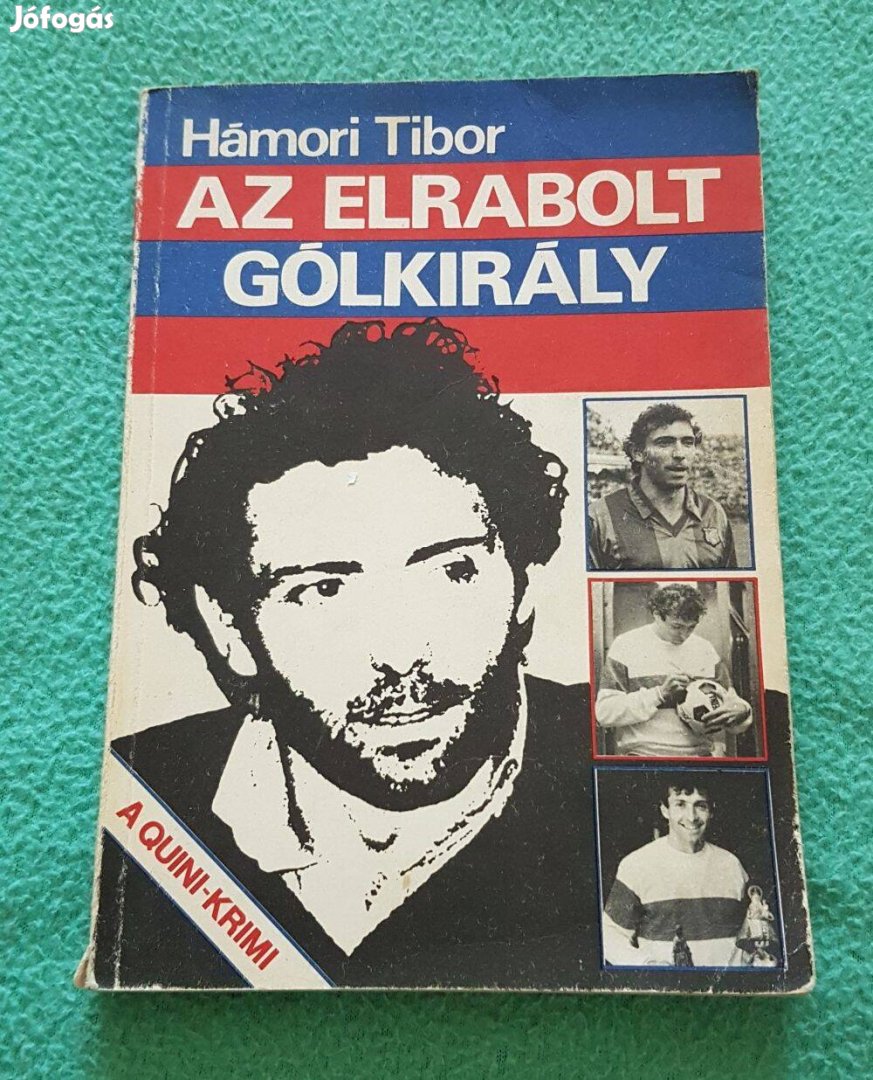 Jófogás
Hámori Tibor
AZ ELRABOLT
GÓLKIRÁLY
A QUINI-KRIMI